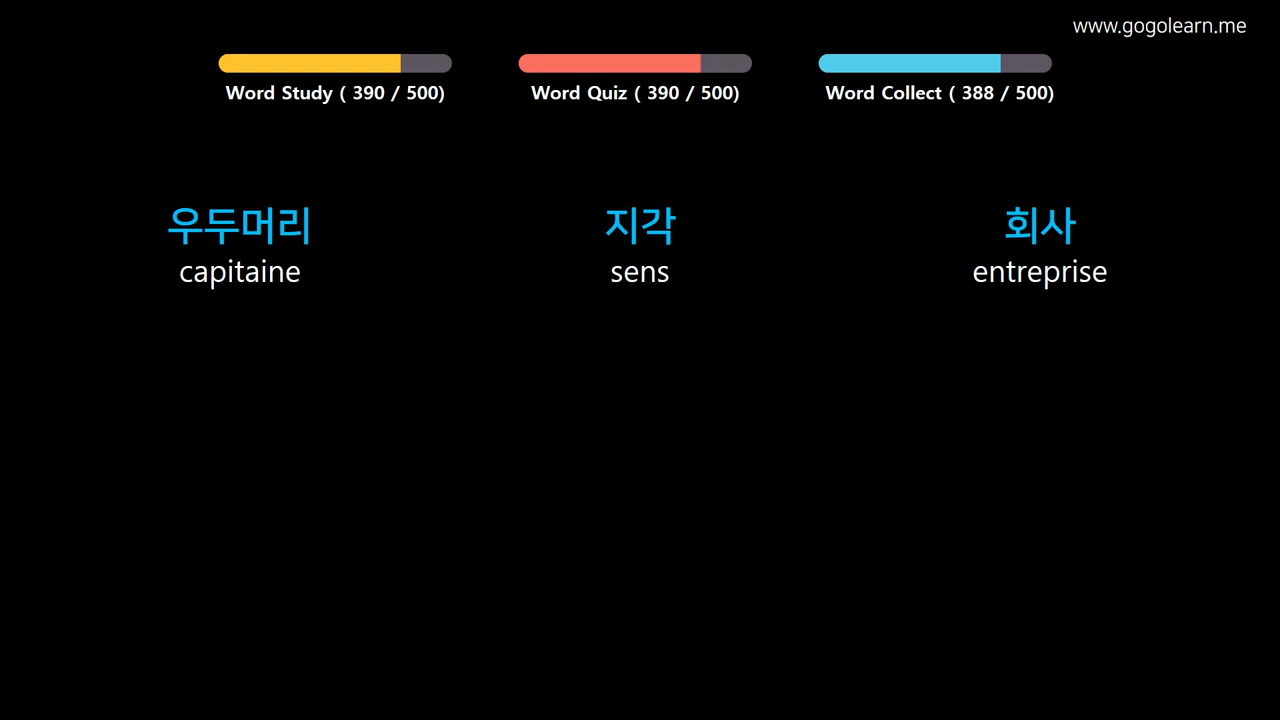 www.gogolearn.me
Word Study ( 390 / 500)
Word Quiz ( 390 / 500)
Word Collect ( 388 / 500)
우두머리
capitaine
지각
sens
회사
entreprise